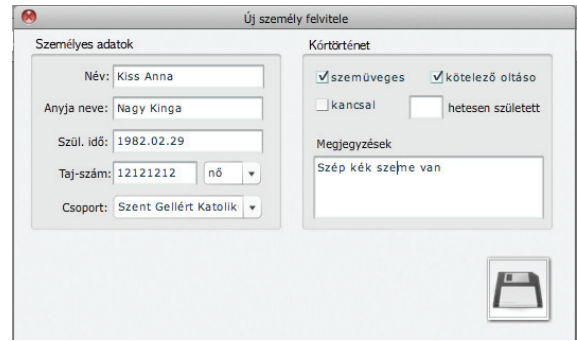 Új személy felvitele
Személyes adatok
Név: Kiss Anna
Anyja neve: Nagy Kinga
Szül. idő: 1982.02.29
Taj-szám: 12121212 nő
Csoport: Szent Gellért Katolik
Kórtörténet
szemüveges kötelező oltáso
kancsal hetesen született
Megjegyzések
Szép kék szeme van